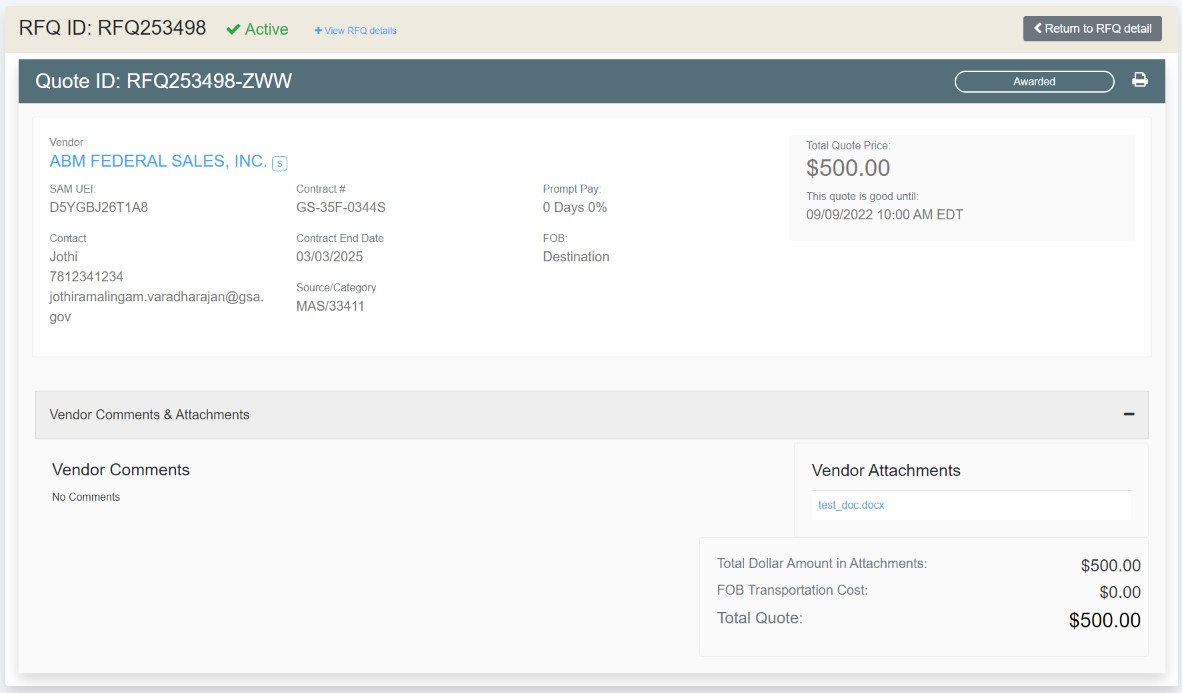 RFQ ID: RFQ253498 Active View RFQ details Return to RFQ detail
Quote ID: RFQ253498-ZWW Awarded
Vendor
ABM FEDERAL SALES, INC. S
SAM UEI:
D5YGBJ26T1A8
Contact
Jothi
7812341234
jothiramalingam.varadharajan@gsa.
gov
Contract #
GS-35F-0344S
Contract End Date
03/03/2025
Source/Category
MAS/33411
Prompt Pay:
0 Days 0%
FOB:
Destination
Total Quote Price:
$500.00
This quote is good until:
09/09/2022 10:00 AM EDT
Vendor Comments & Attachments
Vendor Comments
No Comments
Vendor Attachments
test_doc.docx
Total Dollar Amount in Attachments: $500.00
FOB Transportation Cost: $0.00
Total Quote: $500.00